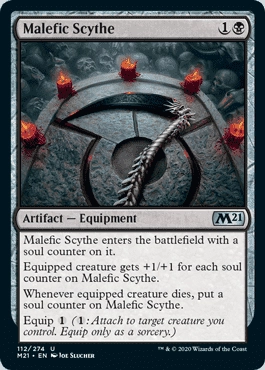 Malefic Scythe 1
Artifact — Equipment M21
Malefic Scythe enters the battlefield with a
soul counter on it.
Equipped creature gets +1/+1 for each soul
counter on Malefic Scythe.
Whenever equipped creature dies, put a
soul counter on Malefic Scythe.
Equip 1 (1: Attach to target creature you
control. Equip only as a sorcery.)
112/274 U
M21 • EN Joe Slucher ™ & © 2020 Wizards of the Coast